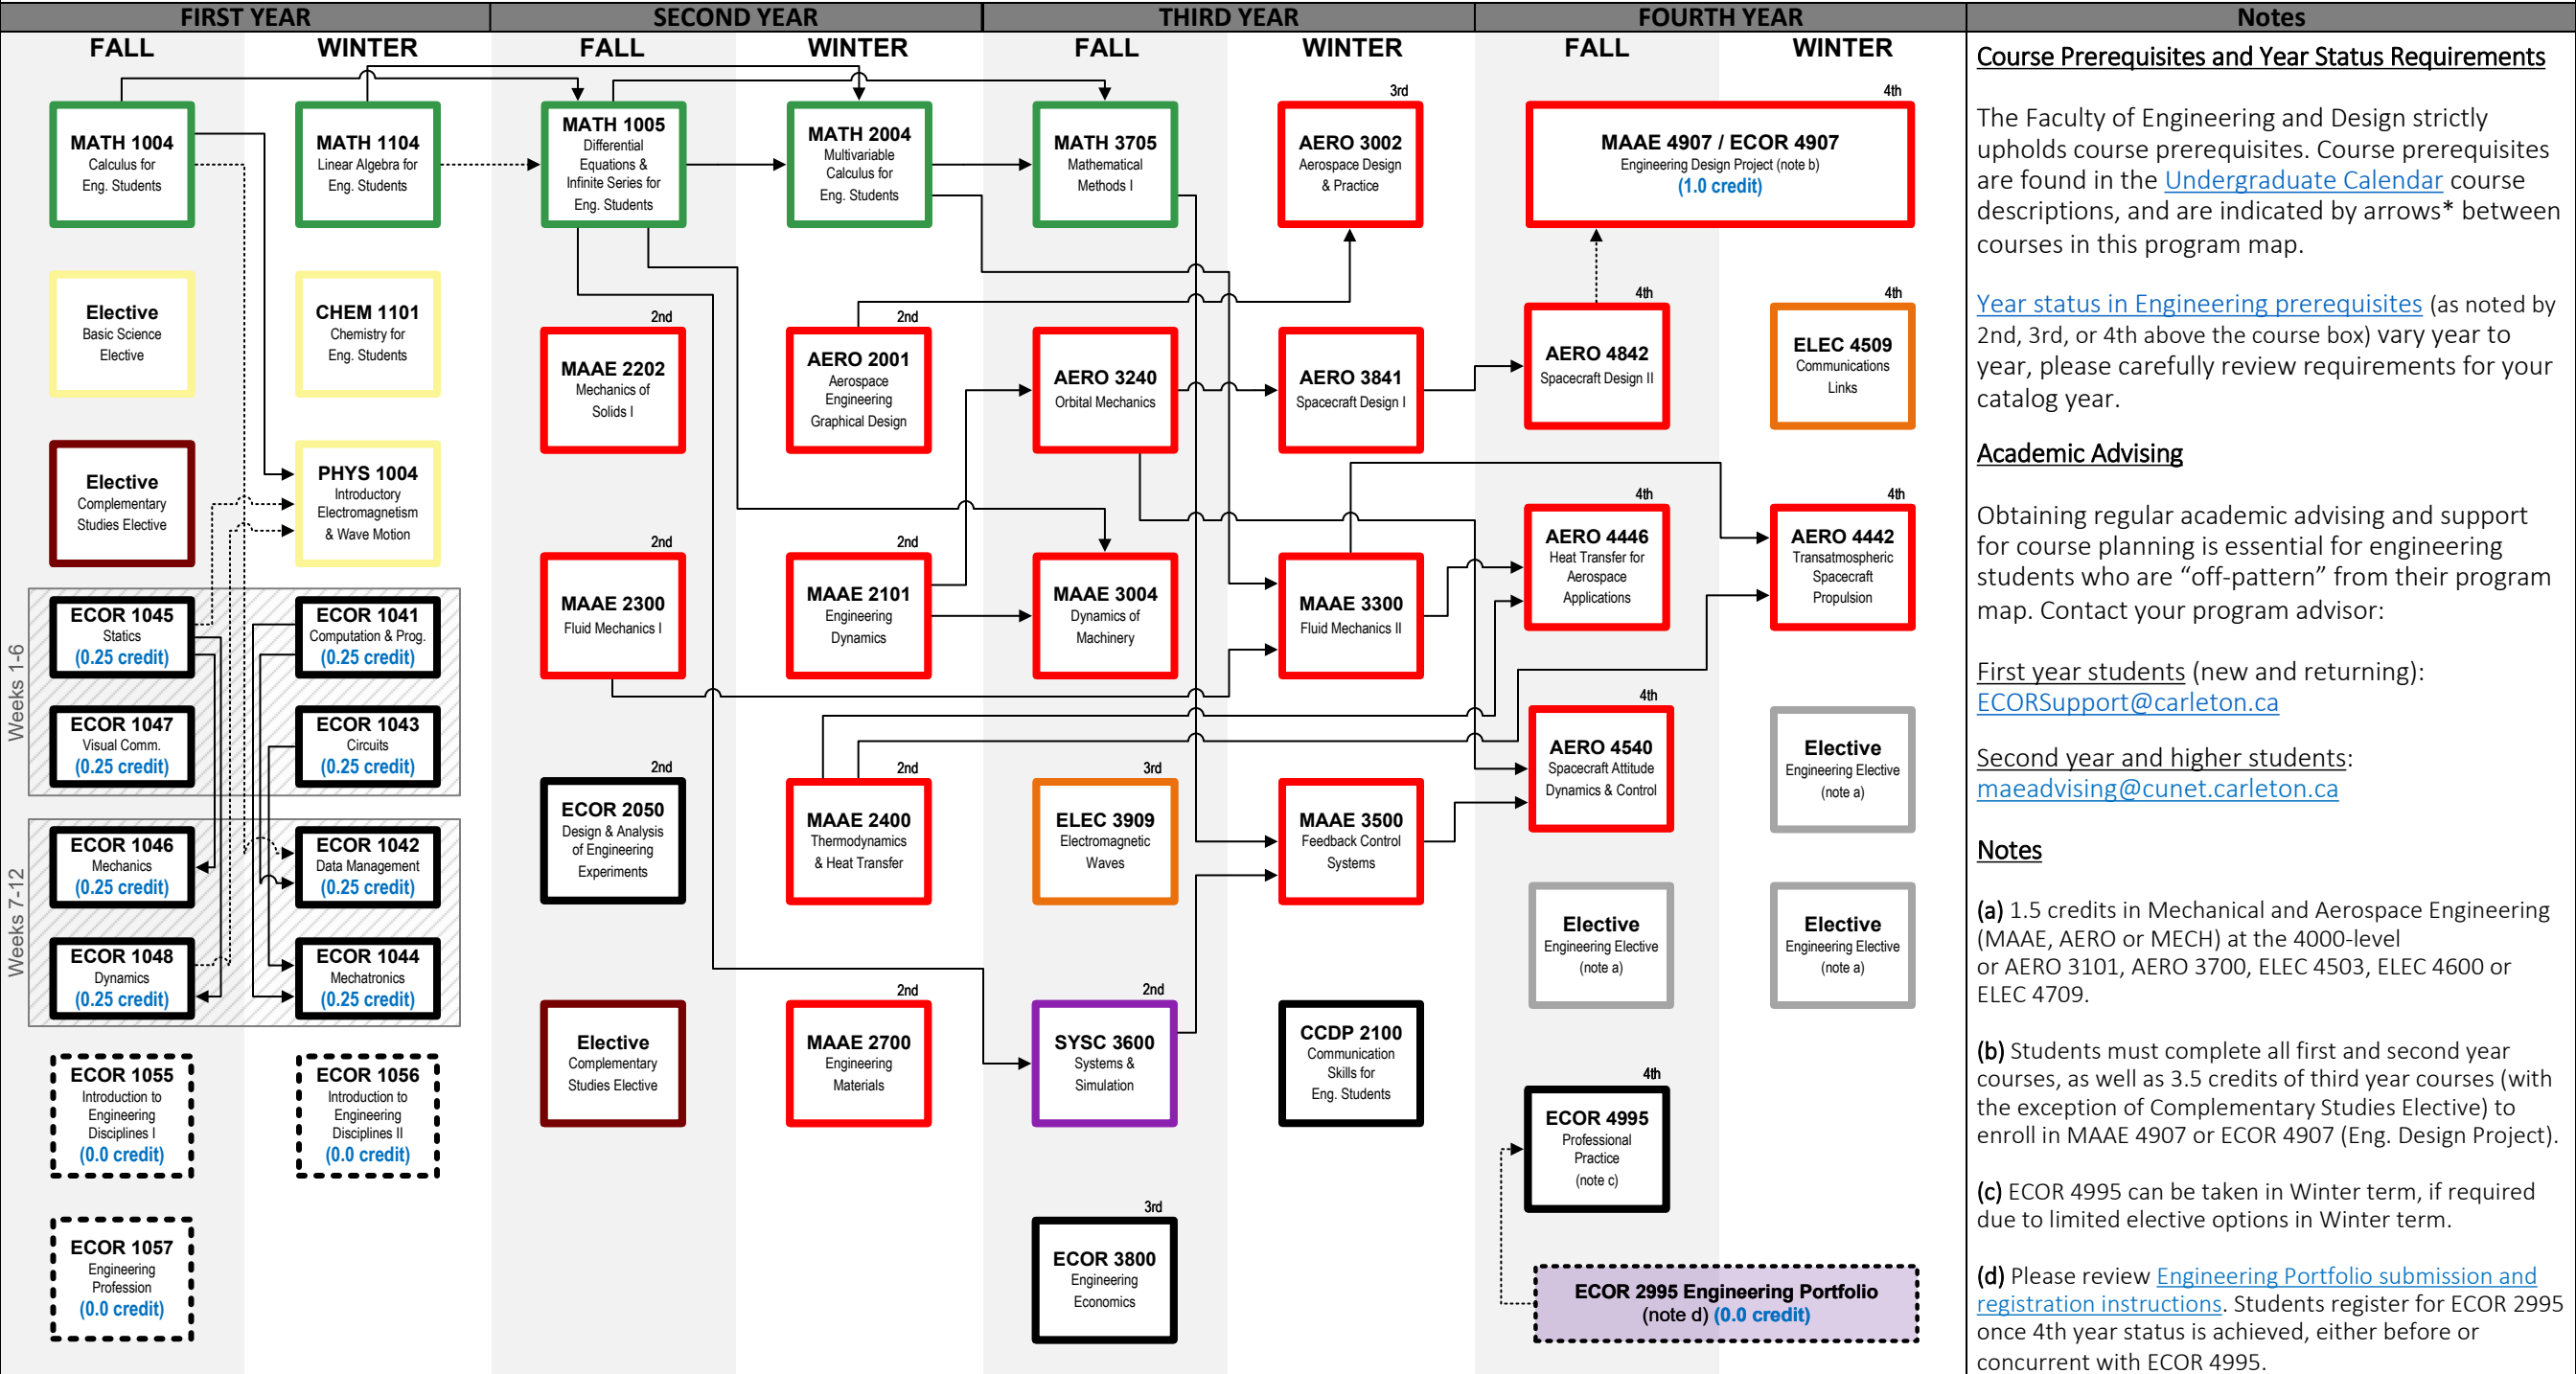 FIRST YEAR
SECOND YEAR
THIRD YEAR
FOURTH YEAR
Notes
FALL
WINTER
FALL
WINTER
FALL
WINTER
FALL
WINTER
MATH 1004
Calculus for
Eng. Students
Elective
Basic Science
Elective
Elective
Complementary
Studies Elective
Weeks 1-6
ECOR 1045
Statics
(0.25 credit)
ECOR 1047
Visual Comm.
(0.25 credit)
Weeks 7-12
ECOR 1046
Mechanics
(0.25 credit)
ECOR 1048
Dynamics
(0.25 credit)
ECOR 1055
Introduction to
Engineering
Disciplines I
(0.0 credit)
ECOR 1057
Engineering
Profession
(0.0 credit)
MATH 1104
Linear Algebra for
Eng. Students
CHEM 1101
Chemistry for
Eng. Students
PHYS 1004
Introductory
Electromagnetism
& Wave Motion
ECOR 1041
Computation & Prog.
(0.25 credit)
ECOR 1043
Circuits
(0.25 credit)
ECOR 1042
Data Management
(0.25 credit)
ECOR 1044
Mechatronics
(0.25 credit)
ECOR 1056
Introduction to
Engineering
Disciplines II
(0.0 credit)
MATH 1005
Differential
Equations &
Infinite Series for
Eng. Students
2nd
MAAE 2202
Mechanics of
Solids I
2nd
MAAE 2300
Fluid Mechanics I
2nd
ECOR 2050
Design & Analysis
of Engineering
Experiments
Elective
Complementary
Studies Elective
MATH 2004
Multivariable
Calculus for
Eng. Students
2nd
AERO 2001
Aerospace
Engineering
Graphical Design
2nd
MAAE 2101
Engineering
Dynamics
2nd
MAAE 2400
Thermodynamics
& Heat Transfer
2nd
MAAE 2700
Engineering
Materials
MATH 3705
Mathematical
Methods I
AERO 3240
Orbital Mechanics
MAAE 3004
Dynamics of
Machinery
3rd
ELEC 3909
Electromagnetic
Waves
2nd
SYSC 3600
Systems &
Simulation
3rd
ECOR 3800
Engineering
Economics
3rd
AERO 3002
Aerospace Design
& Practice
AERO 3841
Spacecraft Design I
MAAE 3300
Fluid Mechanics II
MAAE 3500
Feedback Control
Systems
CCDP 2100
Communication
Skills for
Eng. Students
4th
MAAE 4907 / ECOR 4907
Engineering Design Project (note b)
(1.0 credit)
4th
AERO 4842
Spacecraft Design II
4th
AERO 4446
Heat Transfer for
Aerospace
Applications
4th
AERO 4540
Spacecraft Attitude
Dynamics & Control
Elective
Engineering Elective
(note a)
4th
ECOR 4995
Professional
Practice
(note c)
ECOR 2995 Engineering Portfolio
(note d) (0.0 credit)
4th
ELEC 4509
Communications
Links
4th
AERO 4442
Transatmospheric
Spacecraft
Propulsion
Elective
Engineering Elective
(note a)
Elective
Engineering Elective
(note a)
Course Prerequisites and Year Status Requirements
The Faculty of Engineering and Design strictly
upholds course prerequisites. Course prerequisites
are found in the Undergraduate Calendar course
descriptions, and are indicated by arrows* between
courses in this program map.
Year status in Engineering prerequisites (as noted by
2nd, 3rd, or 4th above the course box) vary year to
year, please carefully review requirements for your
catalog year.
Academic Advising
Obtaining regular academic advising and support
for course planning is essential for engineering
students who are “off-pattern” from their program
map. Contact your program advisor:
First year students (new and returning):
ECORSupport@carleton.ca
Second year and higher students:
maeadvising@cunet.carleton.ca
Notes
(a) 1.5 credits in Mechanical and Aerospace Engineering
(MAAE, AERO or MECH) at the 4000-level
or AERO 3101, AERO 3700, ELEC 4503, ELEC 4600 or
ELEC 4709.
(b) Students must complete all first and second year
courses, as well as 3.5 credits of third year courses (with
the exception of Complementary Studies Elective) to
enroll in MAAE 4907 or ECOR 4907 (Eng. Design Project).
(c) ECOR 4995 can be taken in Winter term, if required
due to limited elective options in Winter term.
(d) Please review Engineering Portfolio submission and
registration instructions. Students register for ECOR 2995
once 4th year status is achieved, either before or
concurrent with ECOR 4995.